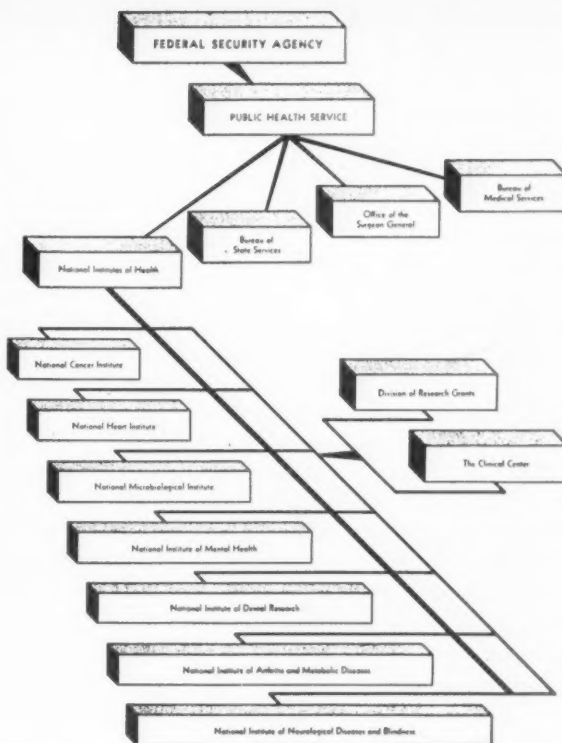 FEDERAL SECURITY AGENCY
PUBLIC HEALTH SERVICE
Bureau of
Medical Services
Office of the
Surgeon General
Bureau of
State Services
National Institutes of Health
National Cancer Institute
Division of Research Grants
National Heart Institute
The Clinical Center
National Microbiological Institute
National Institute of Mental Health
National Institute of Dental Research
National Institute of Arthritis and Metabolic Diseases
National Institute of Neurological Diseases and Blindness